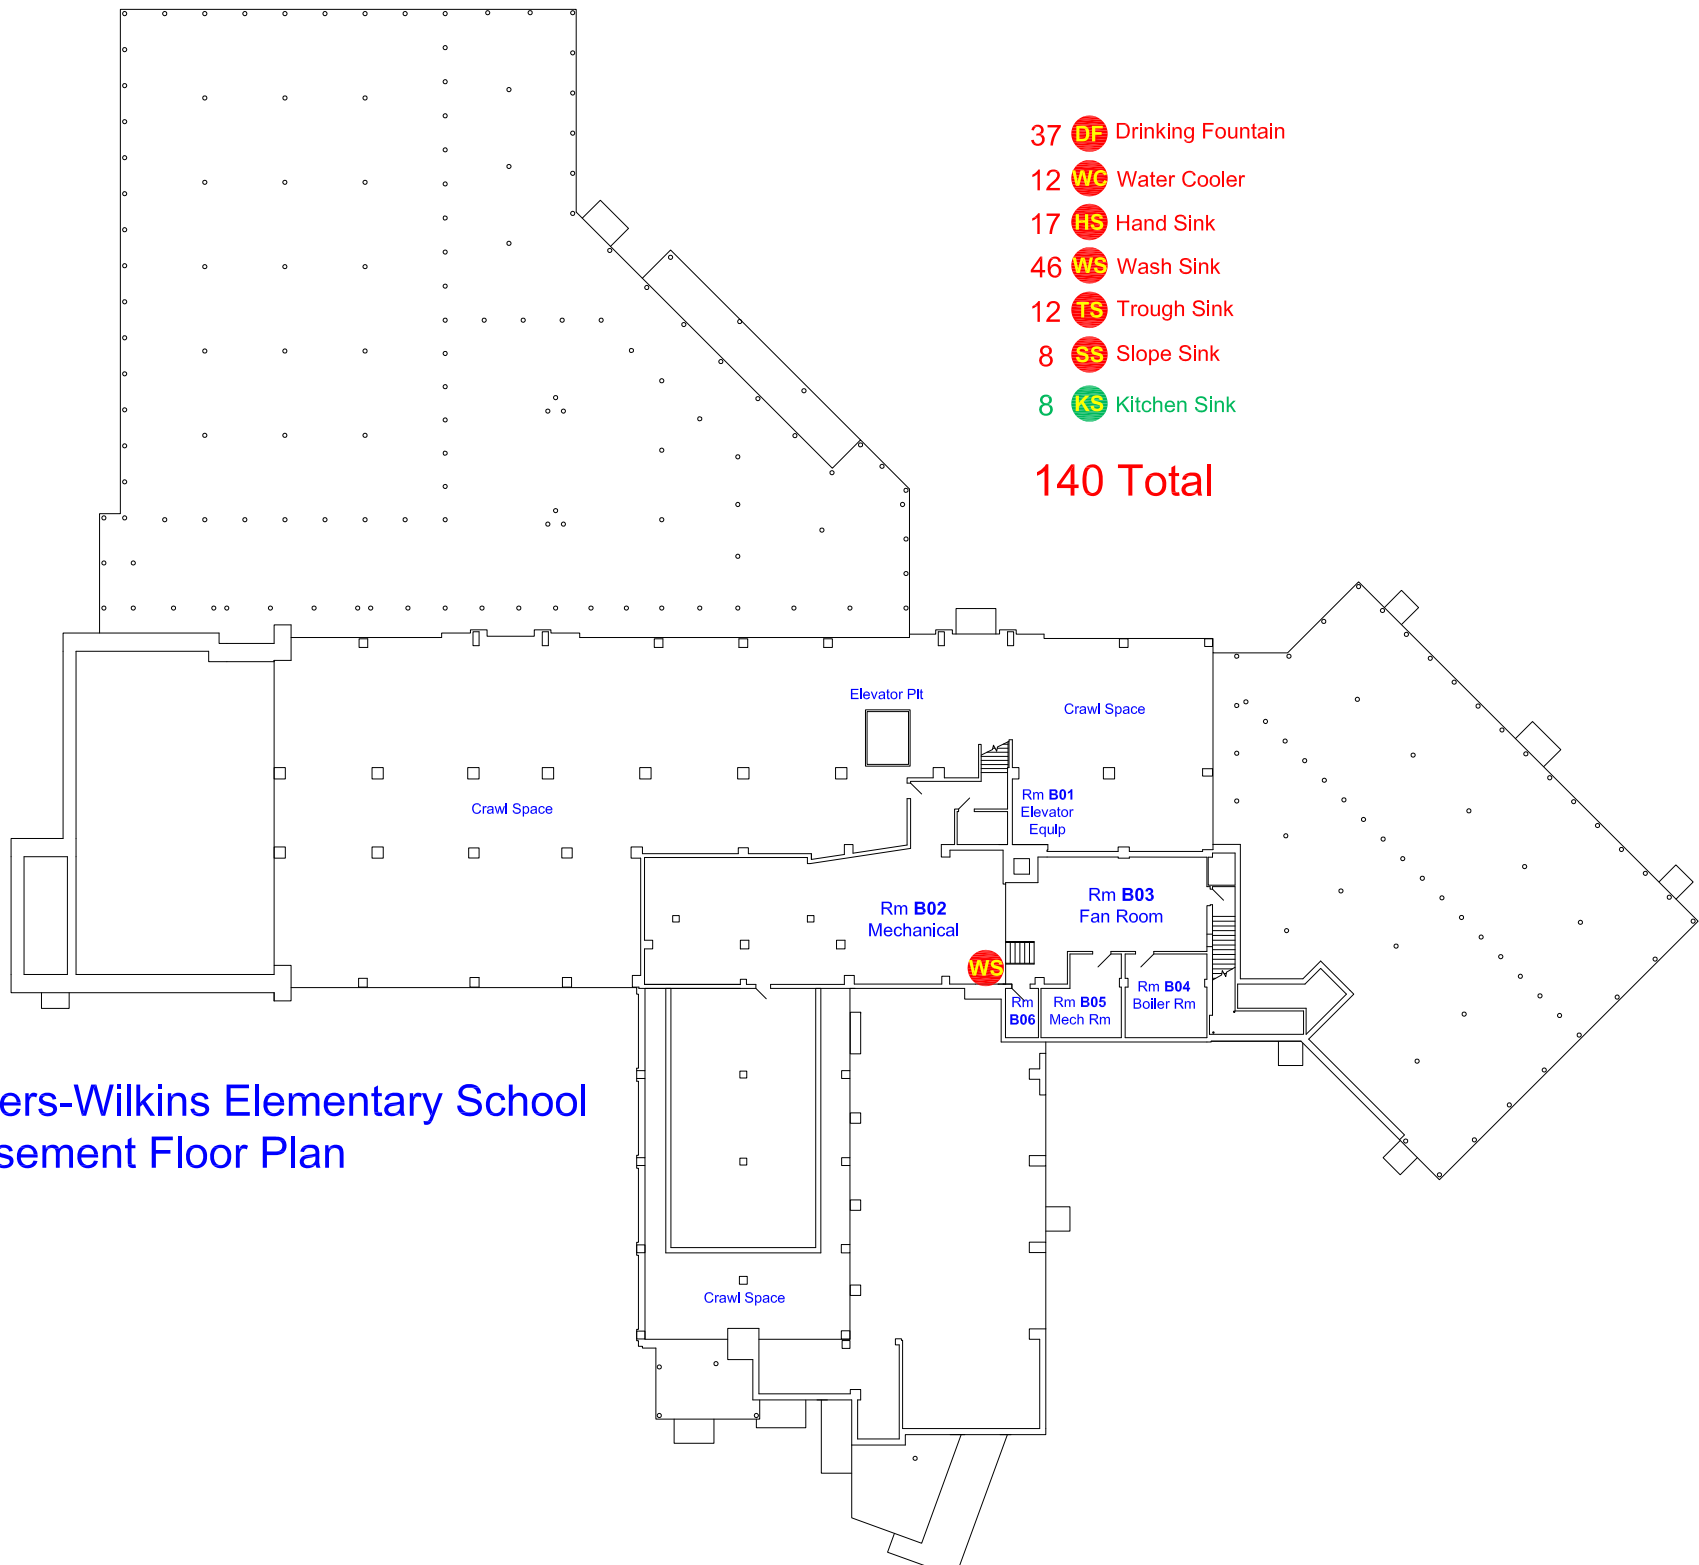 37 DF Drinking Fountain
12 WC Water Cooler
17 HS Hand Sink
46 WS Wash Sink
12 TS Trough Sink
8 SS Slope Sink
8 KS Kitchen Sink
140 Total
Elevator Pit
Crawl Space
Crawl Space
Rm B01
Elevator
Equip
Rm B02
Mechanical
Rm B03
Fan Room
WS
Rm B04
Boiler Rm
Rm B05
Mech Rm
Rm
B06
ers-Wilkins Elementary School
sement Floor Plan
Crawl Space